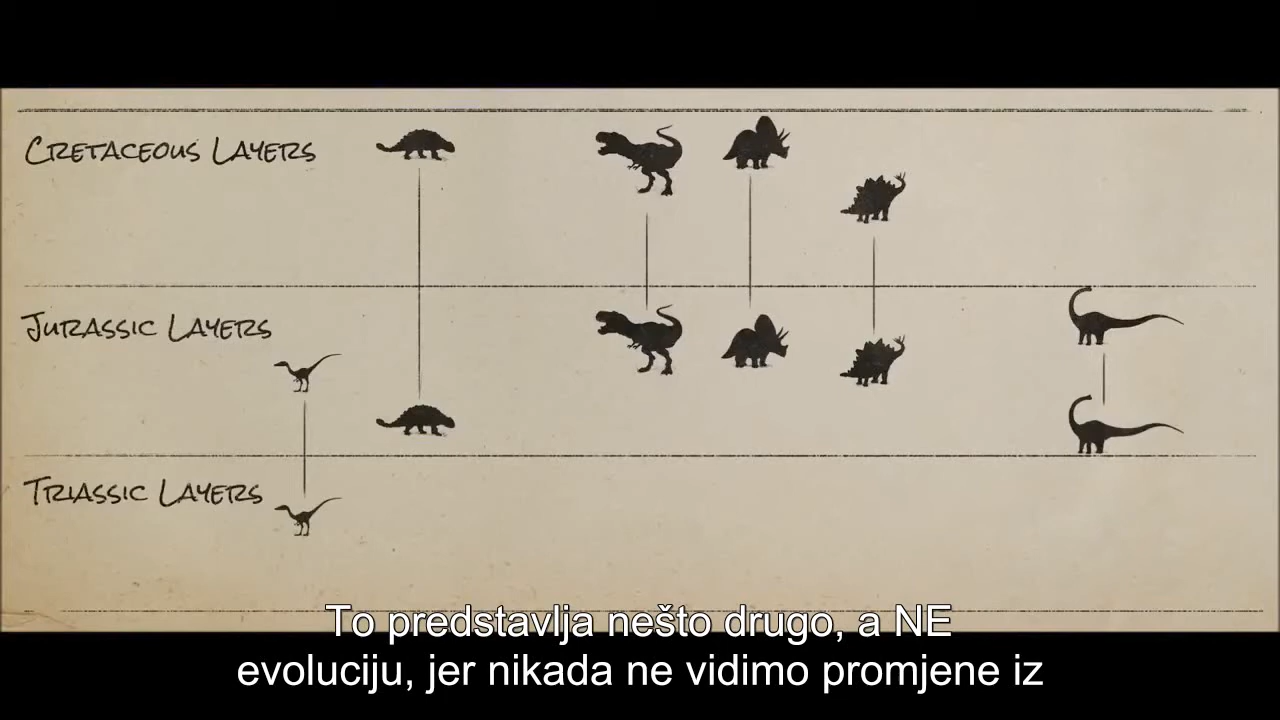 Cretaceous Layers
Jurassic Layers
Triassic Layers
To predstavlja nešto drugo, a NE
evoluciju, jer nikada ne vidimo promjene iz